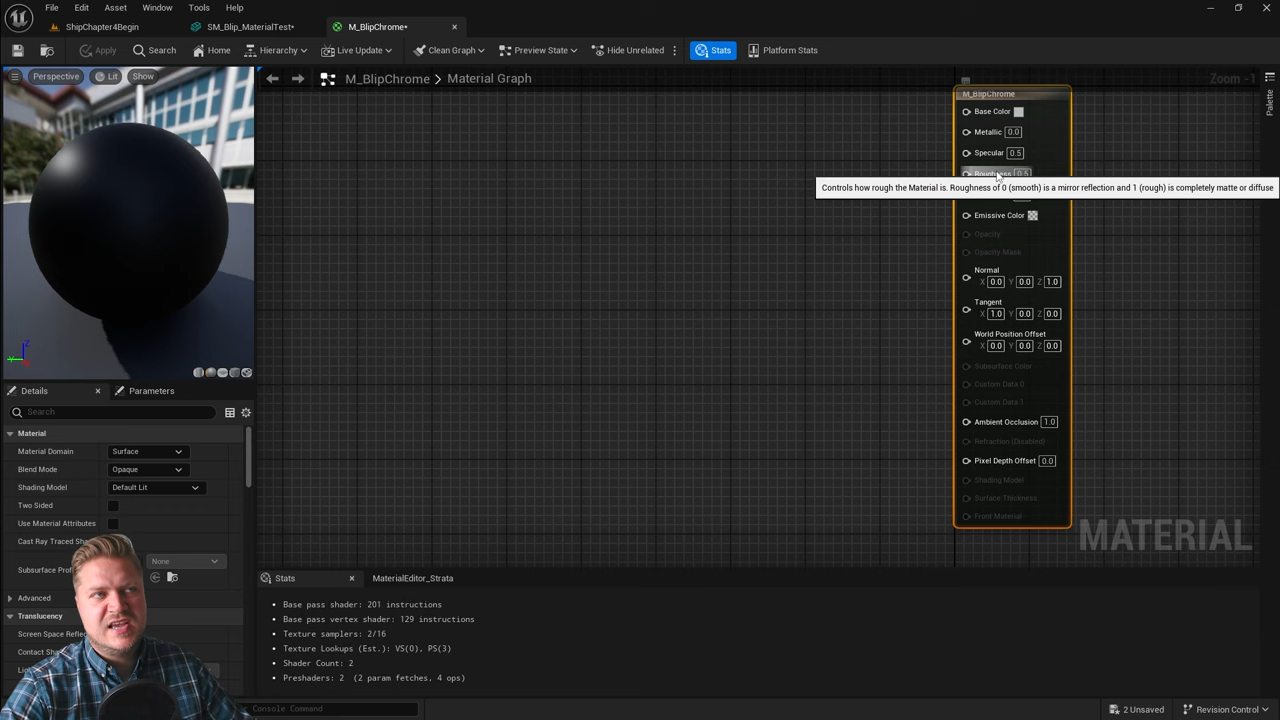 File Edit Asset Window Tools Help
ShipChapter4Begin SM_Blip_MaterialTest* M_BlipChrome*
Apply Search Home Hierarchy Live Update Clean Graph Preview State Hide Unrelated Stats Platform Stats
Perspective Lit Show
M_BlipChrome > Material Graph
Zoom -1
Palette
M_BlipChrome
Base Color
Metallic 0.0
Specular 0.5
Roughness 0.5
Controls how rough the Material is. Roughness of 0 (smooth) is a mirror reflection and 1 (rough) is completely matte or diffuse
Emissive Color
Opacity
Opacity Mask
Normal
X 0.0 Y 0.0 Z 1.0
Tangent
X 1.0 Y 0.0 Z 0.0
World Position Offset
X 0.0 Y 0.0 Z 0.0
Subsurface Color
Custom Data 0
Custom Data 1
Ambient Occlusion 1.0
Refraction (Disabled)
Pixel Depth Offset 0.0
Shading Model
Surface Thickness
Front Material
MATERIAL
Details Parameters
Search
Material
Material Domain Surface
Blend Mode Opaque
Shading Model Default Lit
Two Sided
Use Material Attributes
Cast Ray Traced Sha
Subsurface Prof None
Advanced
Translucency
Screen Space Refle
Contact Sha
Stats MaterialEditor_Strata
Base pass shader: 201 instructions
Base pass vertex shader: 129 instructions
Texture samplers: 2/16
Texture Lookups (Est.): VS(0), PS(3)
Shader Count: 2
Preshaders: 2 (2 param fetches, 4 ops)
Console Command
2 Unsaved Revision Control